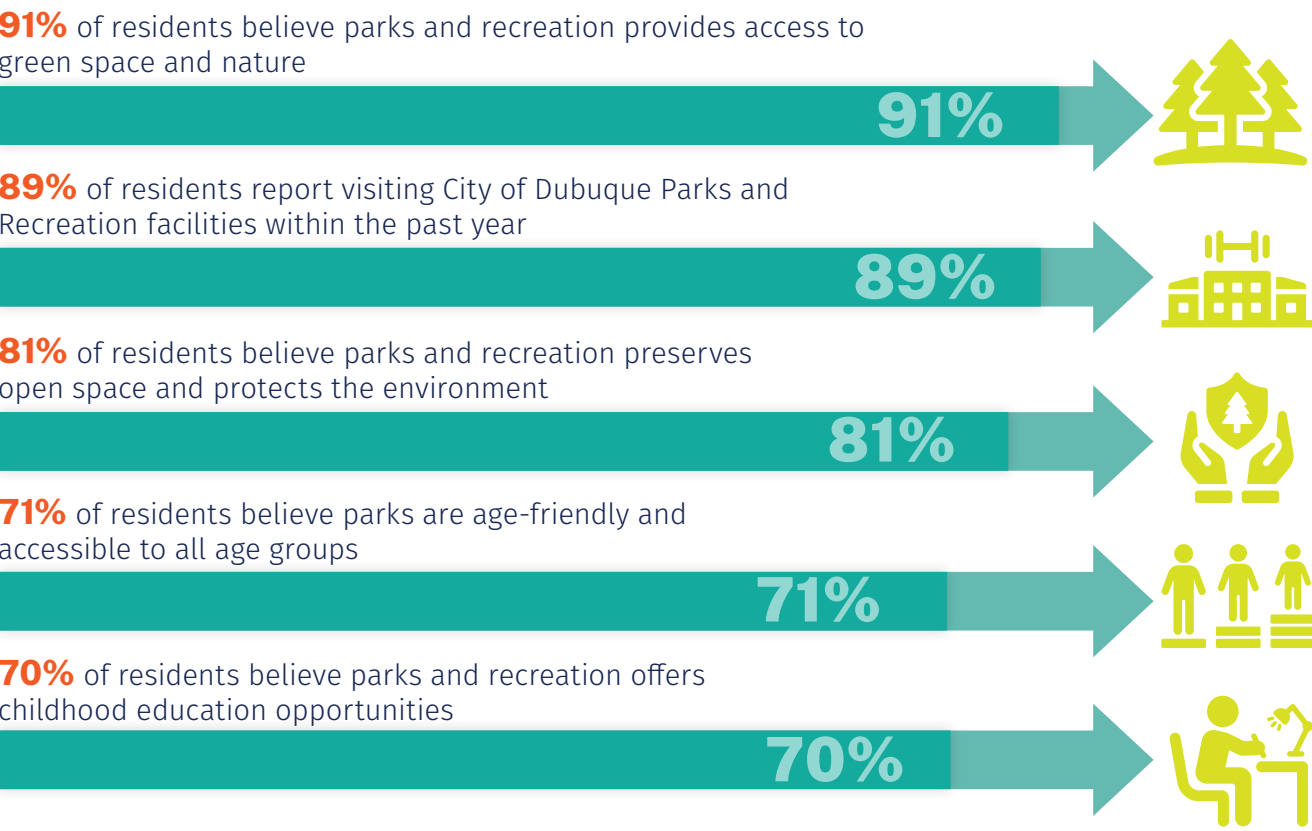 91% of residents believe parks and recreation provides access to
green space and nature
91%
89% of residents report visiting City of Dubuque Parks and
Recreation facilities within the past year
89%
81% of residents believe parks and recreation preserves
open space and protects the environment
81%
71% of residents believe parks are age-friendly and
accessible to all age groups
71%
70% of residents believe parks and recreation offers
childhood education opportunities
70%